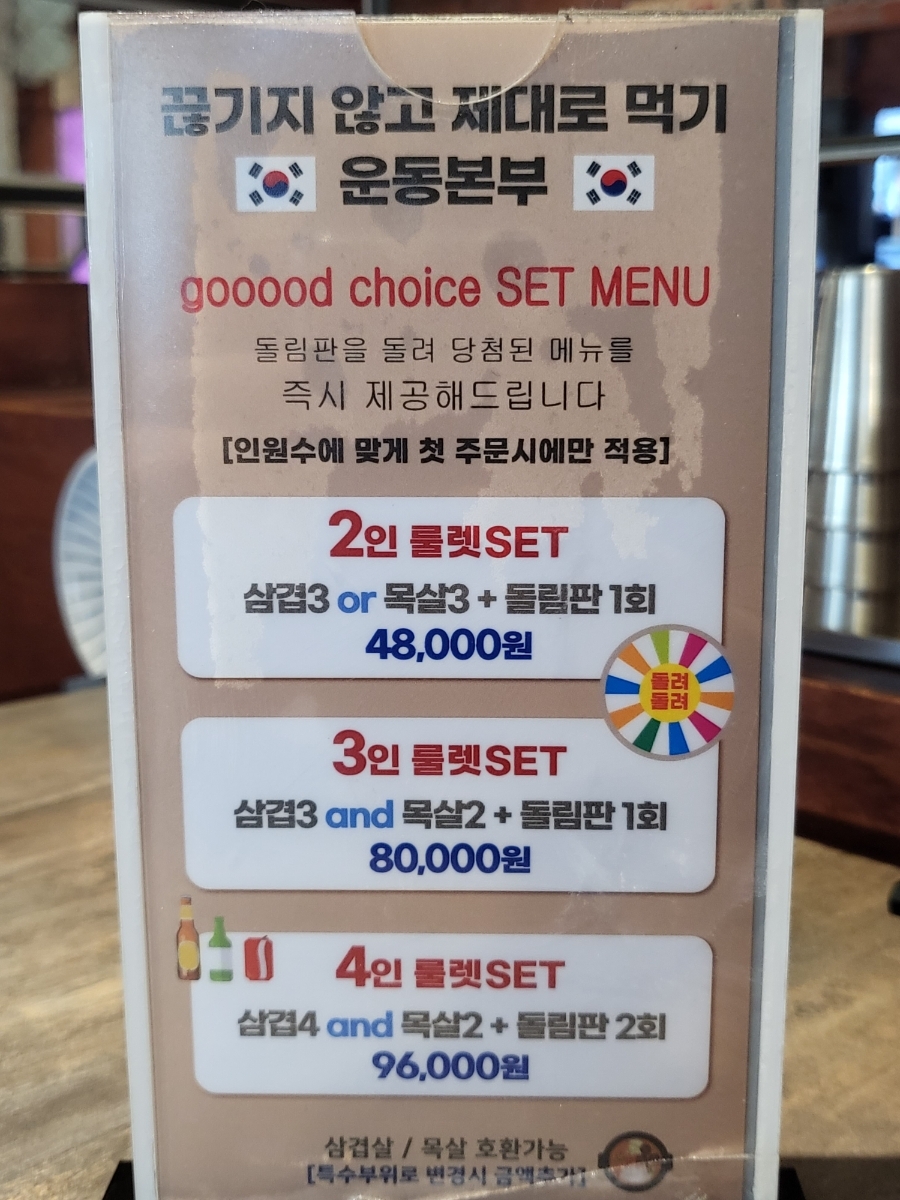 끊기지 않고 제대로 먹기
운동본부
gooood choice SET MENU
돌림판을 돌려 당첨된 메뉴를
즉시 제공해드립니다
[인원수에 맞게 첫 주문시에만 적용]
2인 룰렛SET
삼겹3 or 목살3 + 돌림판 1회
48,000원
돌려
돌려
3인 룰렛SET
삼겹3 and 목살2 + 돌림판 1회
80,000원
4인 룰렛SET
삼겹4 and 목살2 + 돌림판 2회
96,000원
삼겹살 / 목살 호환가능
[특수부위로 변경시 금액추가]